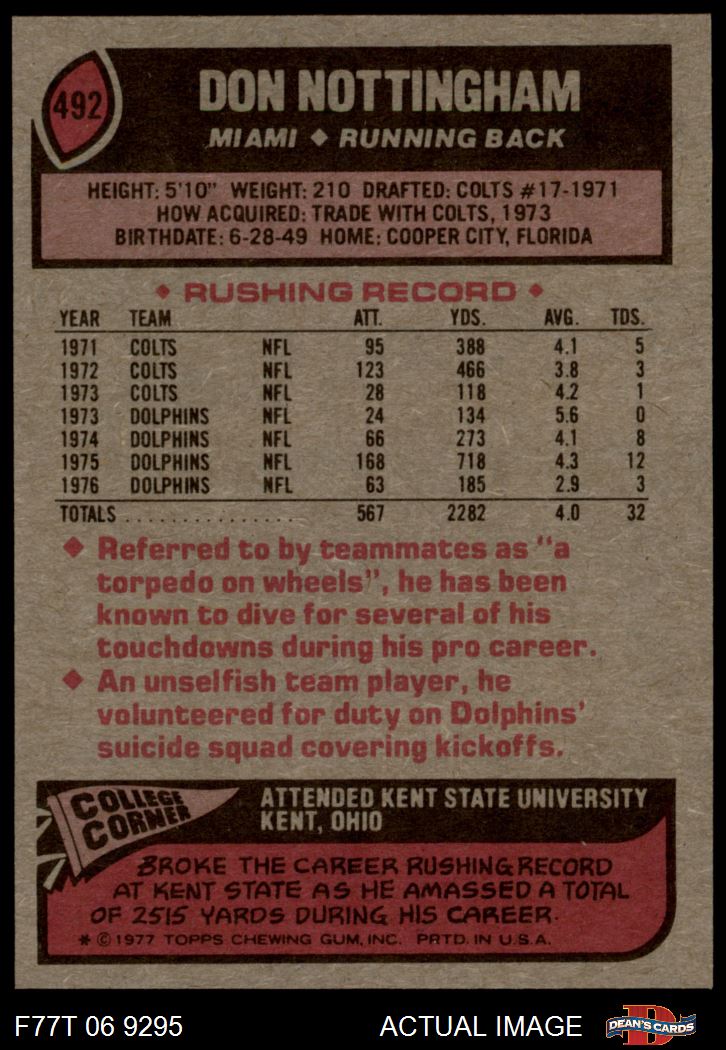 492
DON NOTTINGHAM
MIAMI ◆ RUNNING BACK
HEIGHT: 5'10" WEIGHT: 210 DRAFTED: COLTS #17-1971
HOW ACQUIRED: TRADE WITH COLTS, 1973
BIRTHDATE: 6-28-49 HOME: COOPER CITY, FLORIDA
◆ RUSHING RECORD ◆
YEAR TEAM ATT. YDS. AVG. TDS.
1971 COLTS NFL 95 388 4.1 5
1972 COLTS NFL 123 466 3.8 3
1973 COLTS NFL 28 118 4.2 1
1973 DOLPHINS NFL 24 134 5.6 0
1974 DOLPHINS NFL 66 273 4.1 8
1975 DOLPHINS NFL 168 718 4.3 12
1976 DOLPHINS NFL 63 185 2.9 3
TOTALS . . . . . . . . . . . . . . . 567 2282 4.0 32
◆ Referred to by teammates as "a
torpedo on wheels", he has been
known to dive for several of his
touchdowns during his pro career.
◆ An unselfish team player, he
volunteered for duty on Dolphins'
suicide squad covering kickoffs.
COLLEGE
CORNER
ATTENDED KENT STATE UNIVERSITY
KENT, OHIO
BROKE THE CAREER RUSHING RECORD
AT KENT STATE AS HE AMASSED A TOTAL
OF 2515 YARDS DURING HIS CAREER.
* © 1977 TOPPS CHEWING GUM, INC. PRTD. IN U.S.A.
F77T 06 9295 ACTUAL IMAGE
D
DEAN'S CARDS